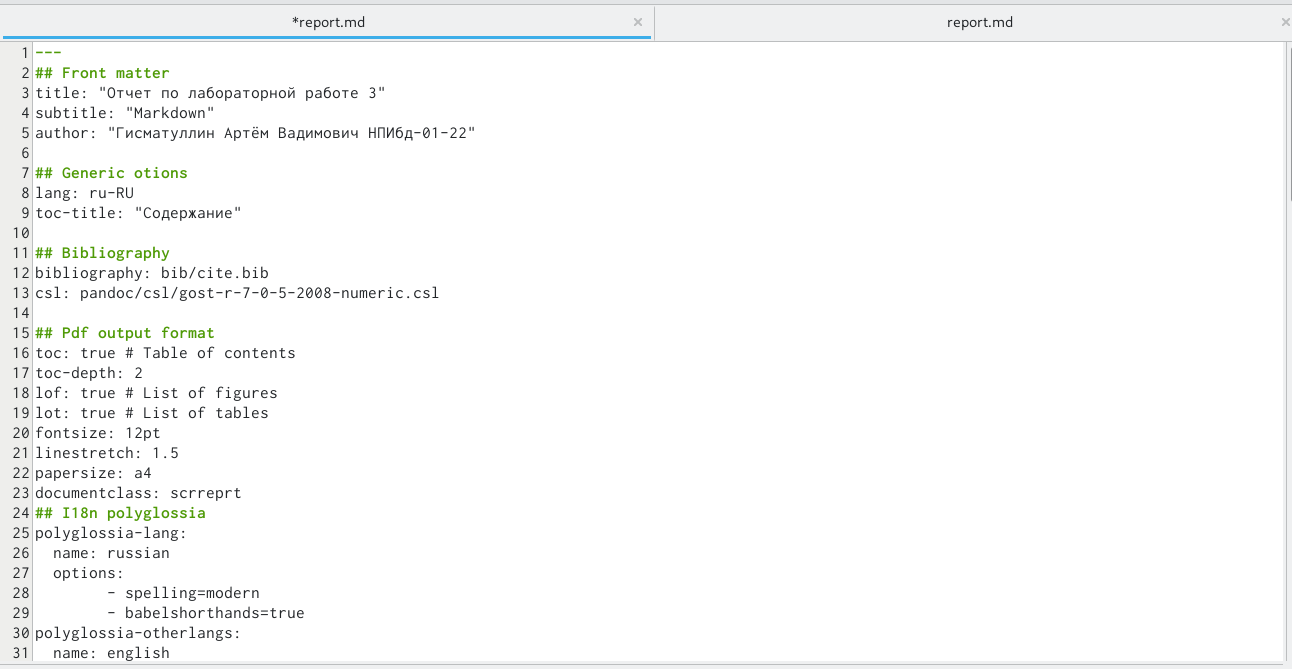 *report.md × report.md ×
1 ---
2 ## Front matter
3 title: "Отчет по лабораторной работе 3"
4 subtitle: "Markdown"
5 author: "Гисматуллин Артём Вадимович НПИбд-01-22"
6
7 ## Generic otions
8 lang: ru-RU
9 toc-title: "Содержание"
10
11 ## Bibliography
12 bibliography: bib/cite.bib
13 csl: pandoc/csl/gost-r-7-0-5-2008-numeric.csl
14
15 ## Pdf output format
16 toc: true # Table of contents
17 toc-depth: 2
18 lof: true # List of figures
19 lot: true # List of tables
20 fontsize: 12pt
21 linestretch: 1.5
22 papersize: a4
23 documentclass: scrreprt
24 ## I18n polyglossia
25 polyglossia-lang:
26   name: russian
27   options:
28         - spelling=modern
29         - babelshorthands=true
30 polyglossia-otherlangs:
31   name: english